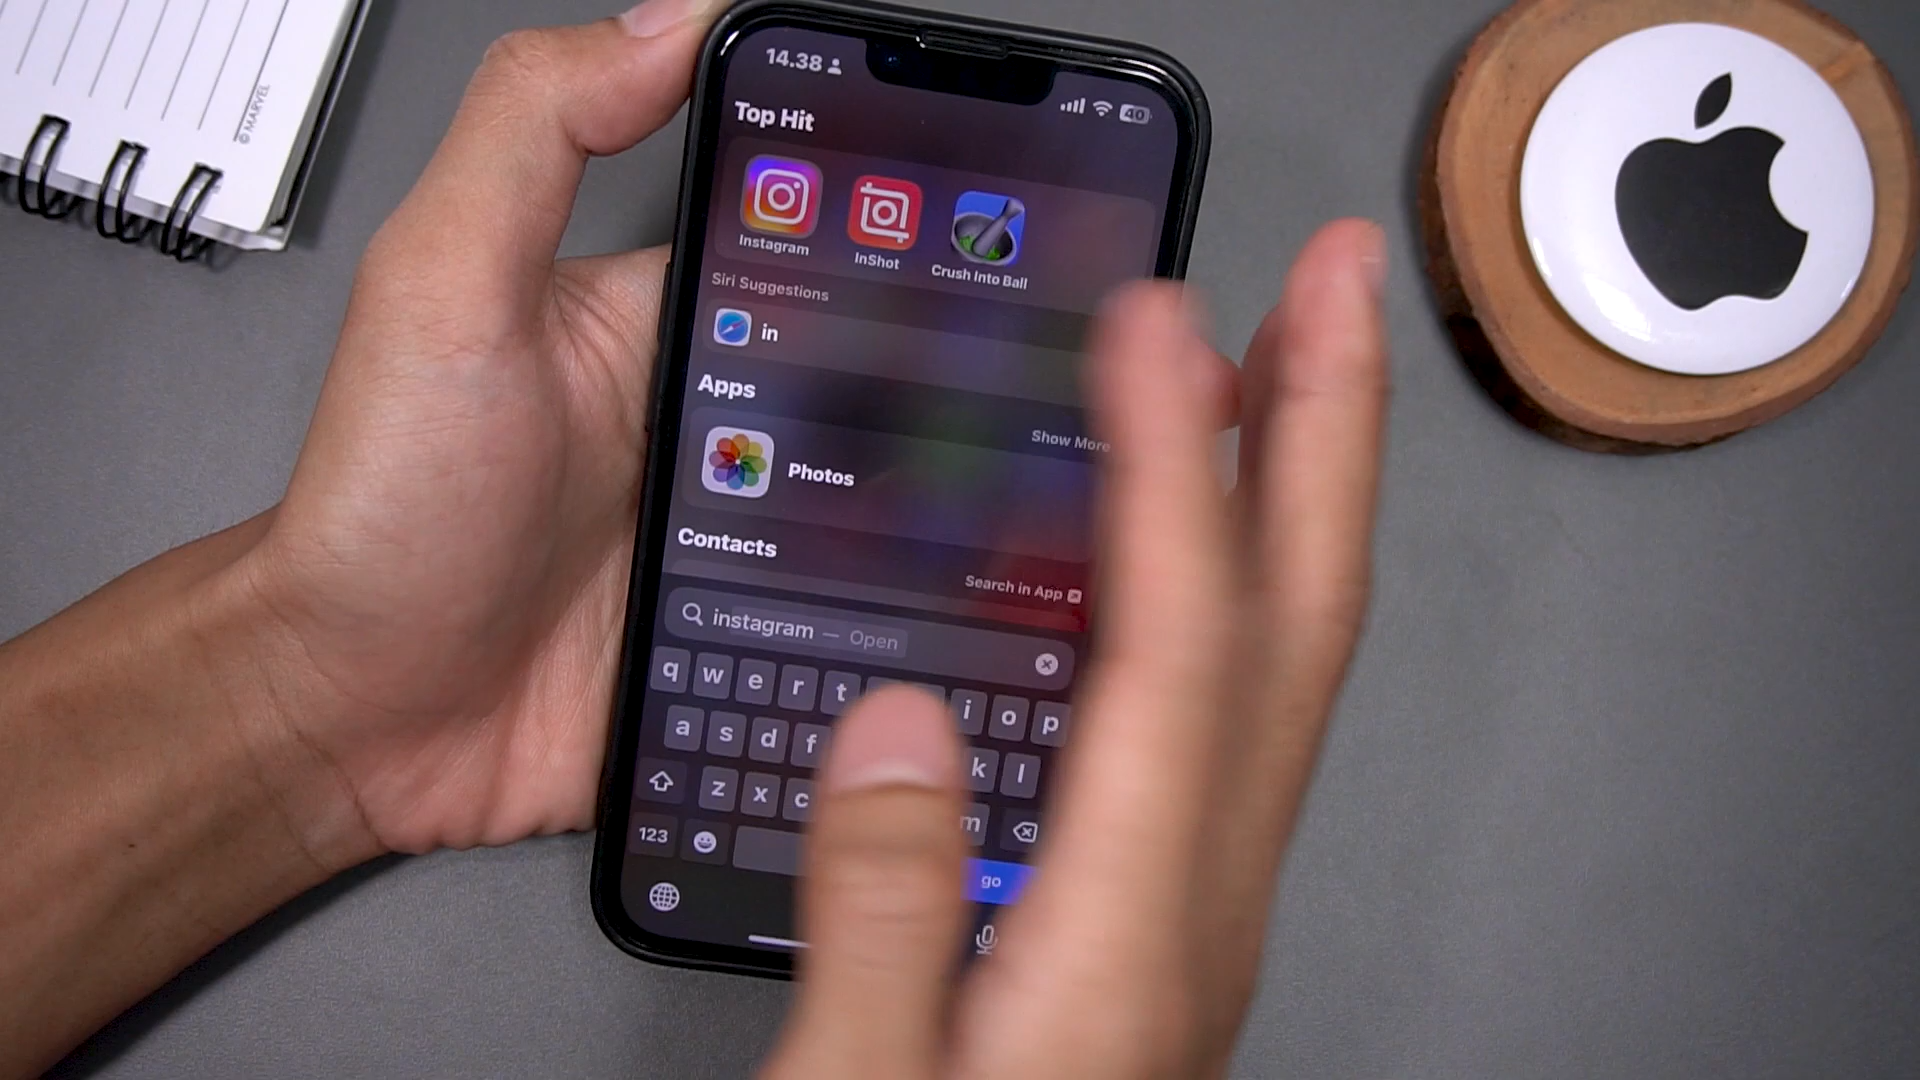 © MARVEL
14.38
40
Top Hit
Instagram
InShot
Crush Into Ball
Siri Suggestions
in
Apps
Show More
Photos
Contacts
Search in App
instagram — Open
q w e r t i o p
a s d f k l
z x c m
123
go